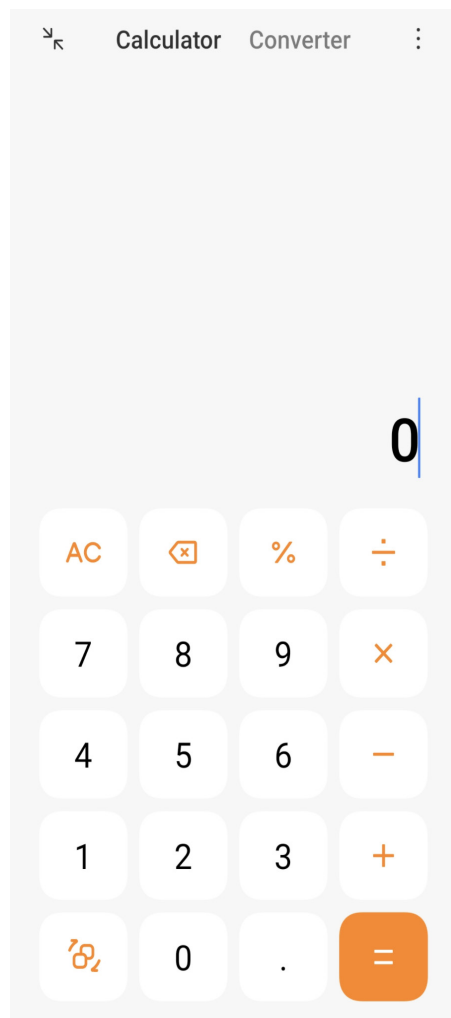 Calculator Converter
0
AC % ÷
7 8 9 ×
4 5 6 −
1 2 3 +
0 . =